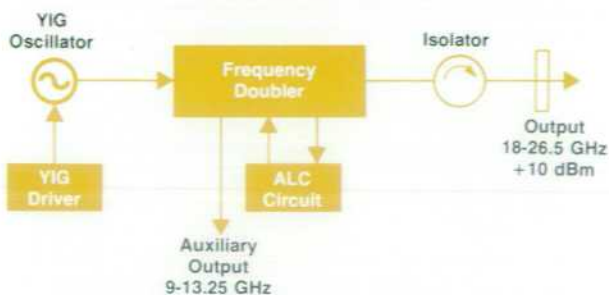 YIG
Oscillator
Frequency
Doubler
Isolator
Output
18-26.5 GHz
+10 dBm
YIG
Driver
ALC
Circuit
Auxiliary
Output
9-13.25 GHz